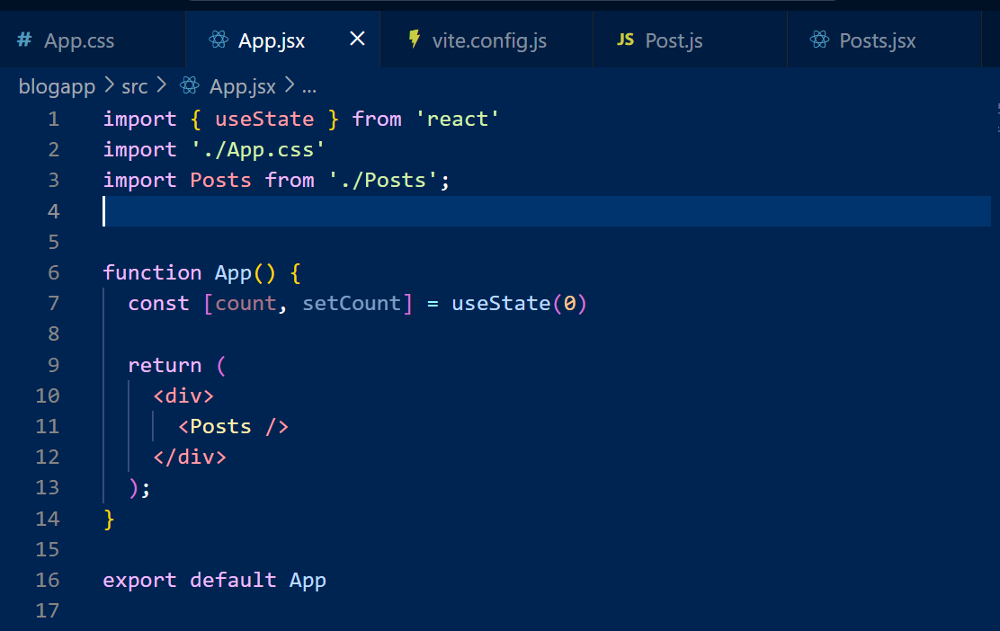 # App.css App.jsx vite.config.js JS Post.js Posts.jsx
blogapp > src > App.jsx > ...
1 import { useState } from 'react'
2 import './App.css'
3 import Posts from './Posts';
4
5
6 function App() {
7   const [count, setCount] = useState(0)
8
9   return (
10     <div>
11       <Posts />
12     </div>
13   );
14 }
15
16 export default App
17